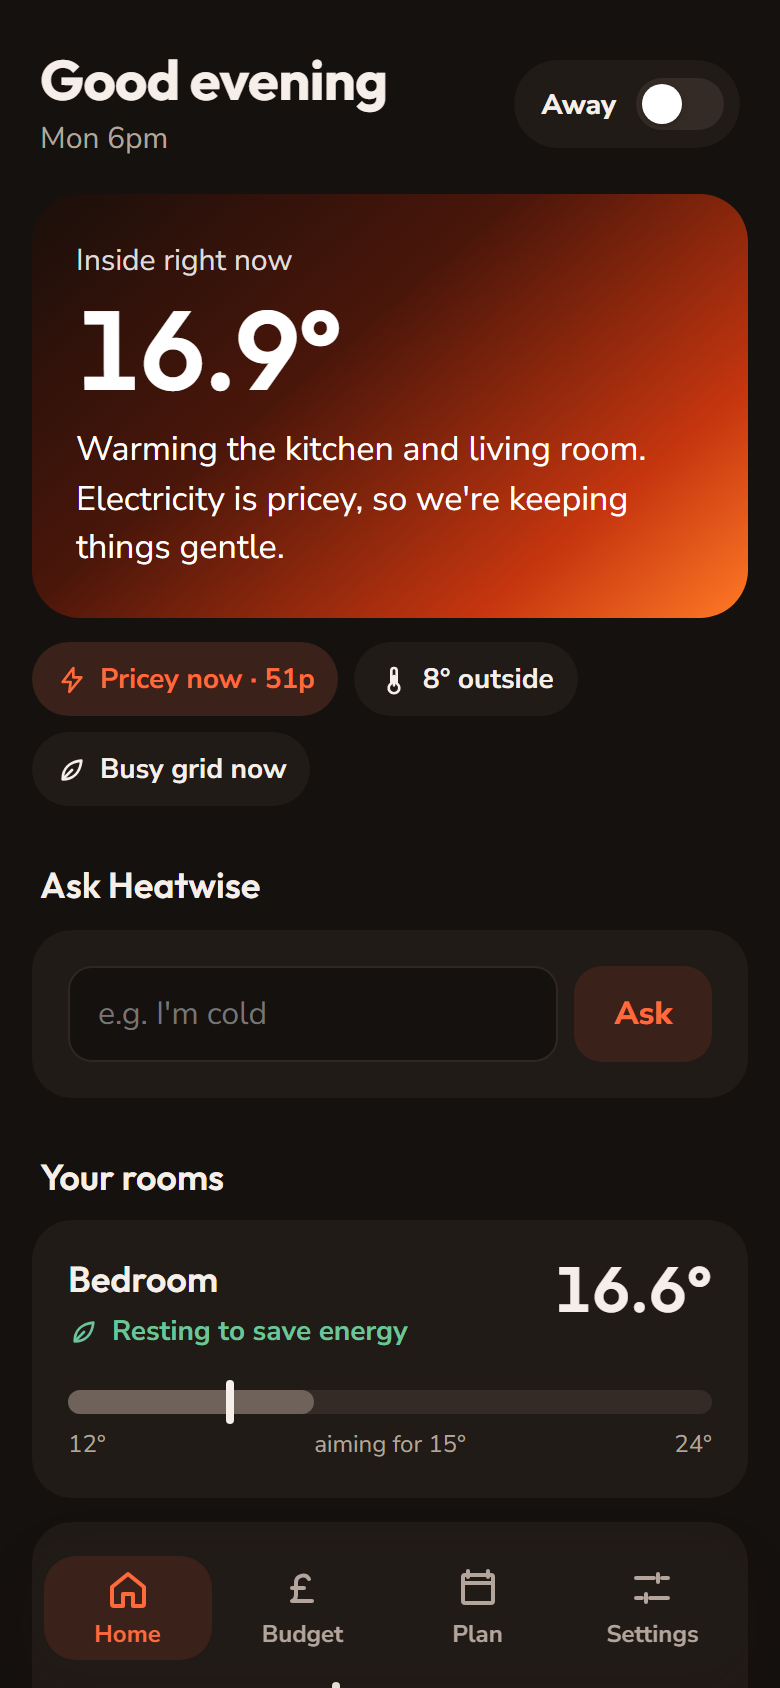 Good evening
Mon 6pm
Away
Inside right now
16.9°
Warming the kitchen and living room.
Electricity is pricey, so we're keeping
things gentle.
Pricey now · 51p
8° outside
Busy grid now
Ask Heatwise
e.g. I'm cold
Ask
Your rooms
Bedroom
16.6°
Resting to save energy
12°
aiming for 15°
24°
Home
£
Budget
Plan
Settings